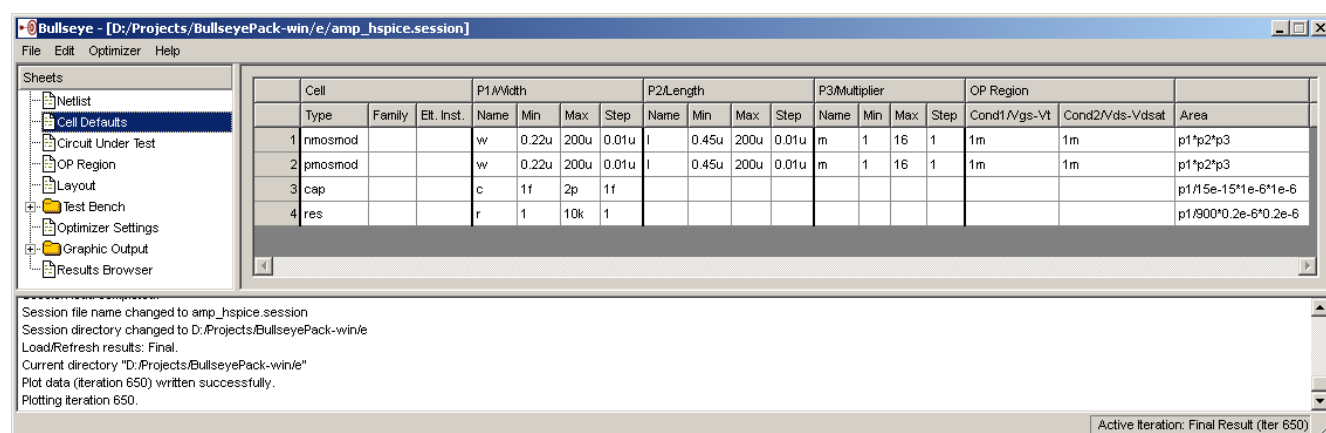 Bullseye - [D:/Projects/BullseyePack-win/e/amp_hspice.session]
File Edit Optimizer Help
Sheets
Netlist
Cell Defaults
Circuit Under Test
OP Region
Layout
Test Bench
Optimizer Settings
Graphic Output
Results Browser
Cell P1/Width P2/Length P3/Multiplier OP Region
Type Family Elt. Inst. Name Min Max Step Name Min Max Step Name Min Max Step Cond1/Vgs-Vt Cond2/Vds-Vdsat Area
1 nmosmod w 0.22u 200u 0.01u l 0.45u 200u 0.01u m 1 16 1 1m 1m p1*p2*p3
2 pmosmod w 0.22u 200u 0.01u l 0.45u 200u 0.01u m 1 16 1 1m 1m p1*p2*p3
3 cap c 1f 2p 1f p1/15e-15*1e-6*1e-6
4 res r 1 10k 1 p1/900*0.2e-6*0.2e-6
Session file name changed to amp_hspice.session
Session directory changed to D:/Projects/BullseyePack-win/e
Load/Refresh results: Final.
Current directory "D:/Projects/BullseyePack-win/e"
Plot data (iteration 650) written successfully.
Plotting iteration 650.
Active Iteration: Final Result (Iter 650)